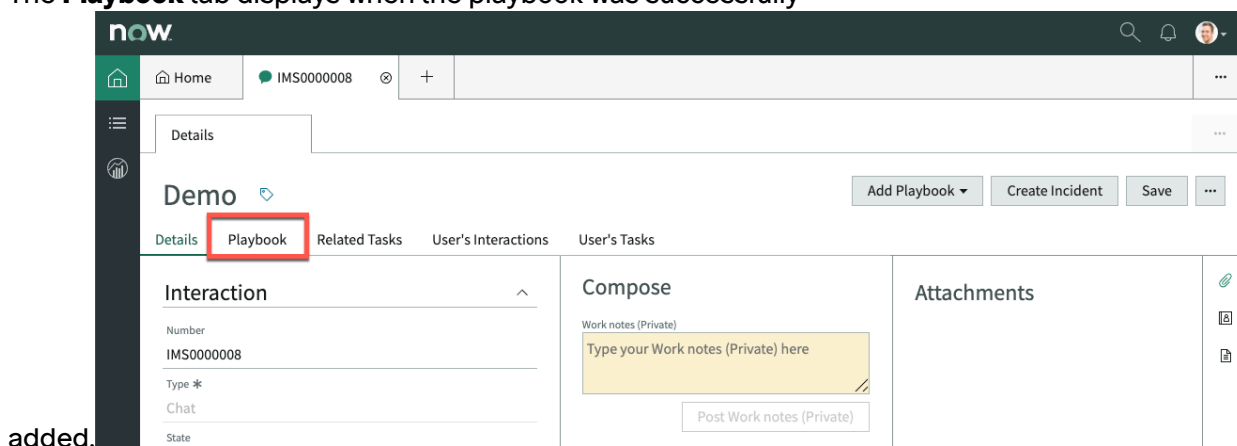 The Playbook tab displays when the playbook was successfully
now.
Home
IMS0000008
Details
Demo
Add Playbook
Create Incident
Save
Details Playbook Related Tasks User's Interactions User's Tasks
Interaction
Number
IMS0000008
Type *
Chat
State
Compose
Work notes (Private)
Type your Work notes (Private) here
Post Work notes (Private)
Attachments
added.